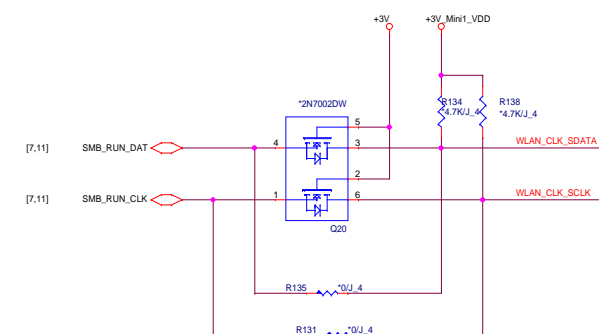 +3V +3V_Mini1_VDD
*2N7002DW R134 R138
*4.7K/J_4 *4.7K/J_4
5
[7,11] SMB_RUN_DAT 4 3 WLAN_CLK_SDATA
2
[7,11] SMB_RUN_CLK 1 6 WLAN_CLK_SCLK
Q20
R135 *0/J_4
R131 *0/J_4